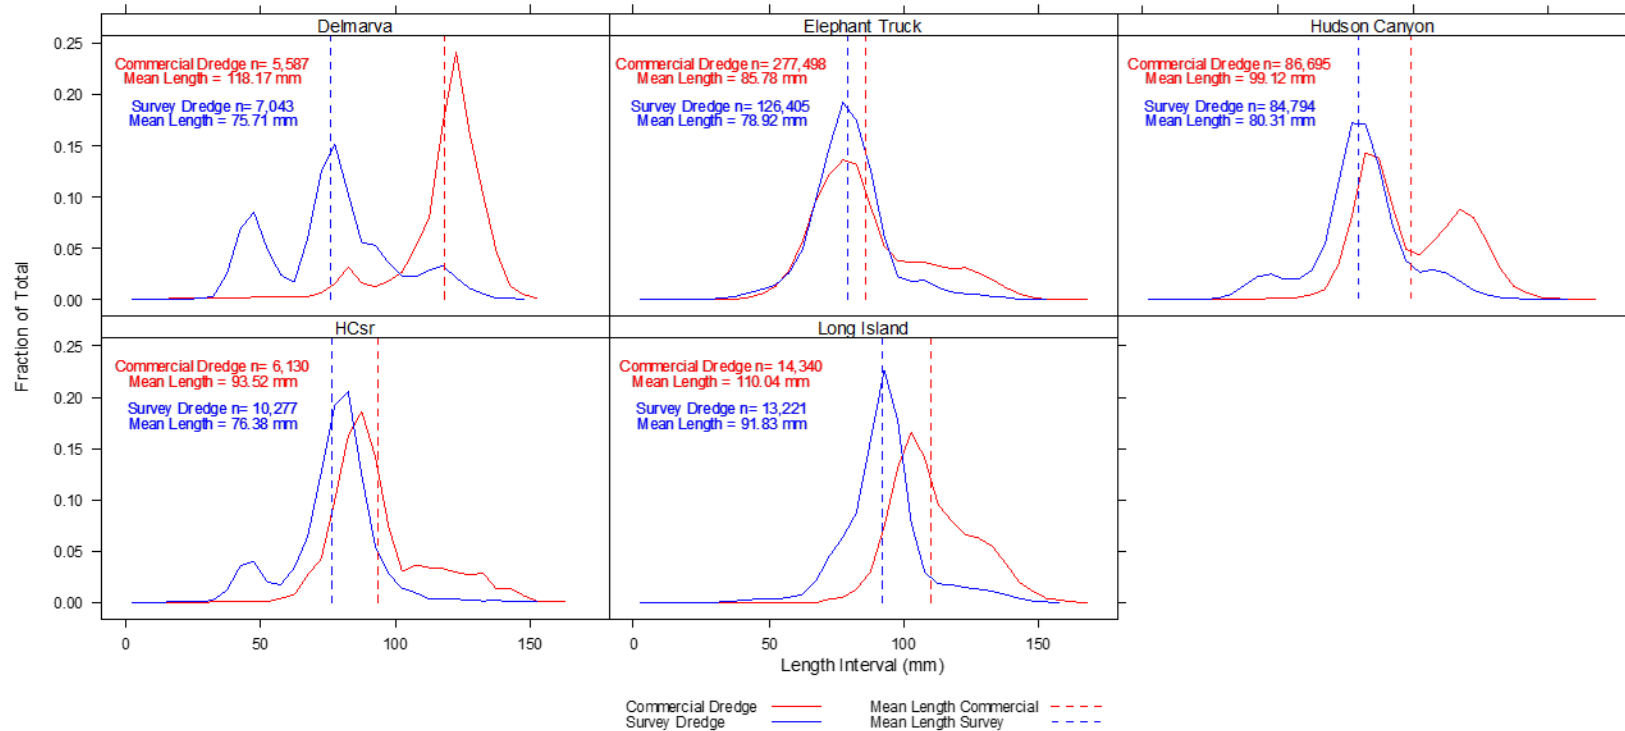 Delmarva
Elephant Truck
Hudson Canyon
0.25
0.20
0.15
0.10
0.05
0.00
Commercial Dredge n= 5,587
Mean Length = 118.17 mm
Survey Dredge n= 7,043
Mean Length = 75.71 mm
Commercial Dredge n= 277,498
Mean Length = 85.78 mm
Survey Dredge n= 126,405
Mean Length = 78.92 mm
Commercial Dredge n= 86,695
Mean Length = 99.12 mm
Survey Dredge n= 84,794
Mean Length = 80.31 mm
Fraction of Total
HCsr
Long Island
0.25
0.20
0.15
0.10
0.05
0.00
Commercial Dredge n= 6,130
Mean Length = 93.52 mm
Survey Dredge n= 10,277
Mean Length = 76.38 mm
Commercial Dredge n= 14,340
Mean Length = 110.04 mm
Survey Dredge n= 13,221
Mean Length = 91.83 mm
0 50 100 150
0 50 100 150
Length Interval (mm)
Commercial Dredge
Mean Length Commercial
Survey Dredge
Mean Length Survey